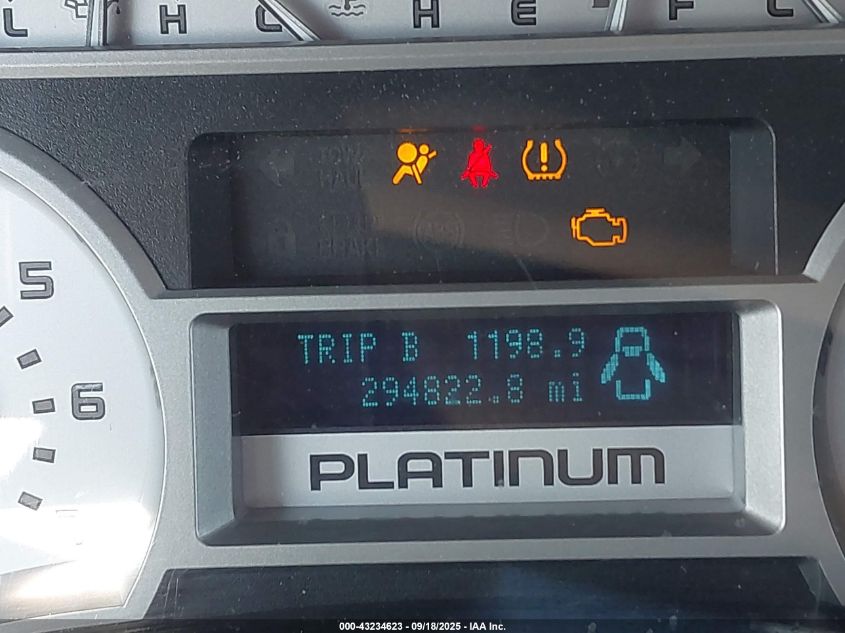 L H C H E F C
TOW
HAUL
TRIP B 1198.9
294822.8 mi
5
6
PLATINUM
000-43234623 - 09/18/2025 - IAA Inc.